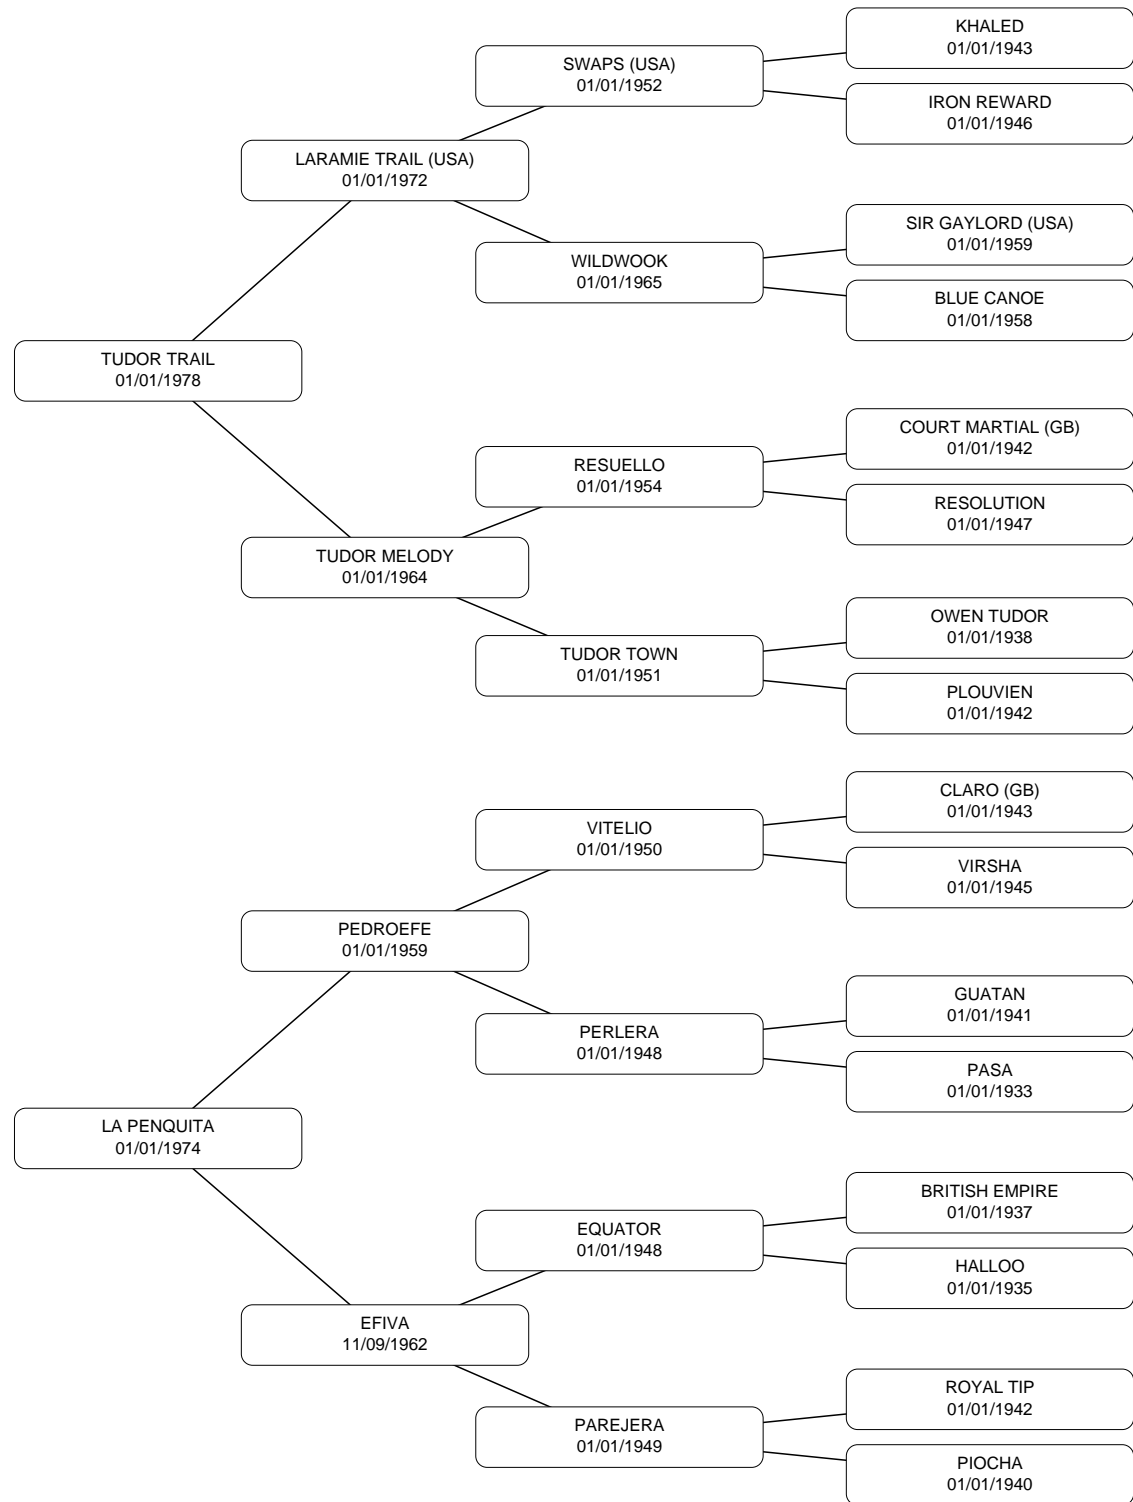 KHALED
01/01/1943
SWAPS (USA)
01/01/1952
IRON REWARD
01/01/1946
LARAMIE TRAIL (USA)
01/01/1972
SIR GAYLORD (USA)
01/01/1959
WILDWOOK
01/01/1965
BLUE CANOE
01/01/1958
TUDOR TRAIL
01/01/1978
COURT MARTIAL (GB)
01/01/1942
RESUELLO
01/01/1954
RESOLUTION
01/01/1947
TUDOR MELODY
01/01/1964
OWEN TUDOR
01/01/1938
TUDOR TOWN
01/01/1951
PLOUVIEN
01/01/1942
CLARO (GB)
01/01/1943
VITELIO
01/01/1950
VIRSHA
01/01/1945
PEDROEFE
01/01/1959
GUATAN
01/01/1941
PERLERA
01/01/1948
PASA
01/01/1933
LA PENQUITA
01/01/1974
BRITISH EMPIRE
01/01/1937
EQUATOR
01/01/1948
HALLOO
01/01/1935
EFIVA
11/09/1962
ROYAL TIP
01/01/1942
PAREJERA
01/01/1949
PIOCHA
01/01/1940